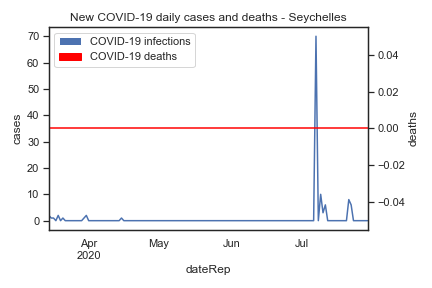 New COVID-19 daily cases and deaths - Seychelles
COVID-19 infections
COVID-19 deaths
70
60
50
40
30
20
10
0
cases
0.04
0.02
0.00
−0.02
−0.04
deaths
Apr
2020
May
Jun
Jul
dateRep